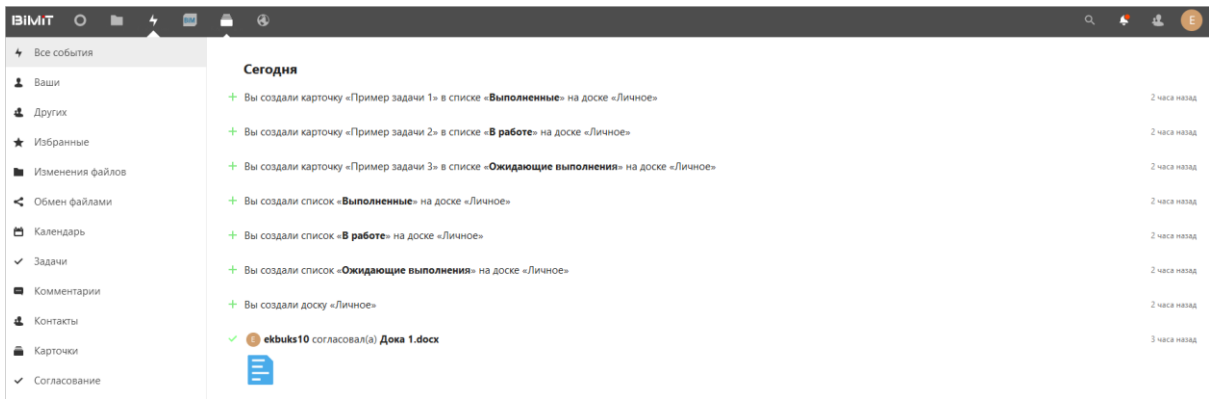 BiMiT
BIM
E
Все события
Ваши
Других
Избранные
Изменения файлов
Обмен файлами
Календарь
Задачи
Комментарии
Контакты
Карточки
Согласование
Сегодня
Вы создали карточку «Пример задачи 1» в списке «Выполненные» на доске «Личное» 2 часа назад
Вы создали карточку «Пример задачи 2» в списке «В работе» на доске «Личное» 2 часа назад
Вы создали карточку «Пример задачи 3» в списке «Ожидающие выполнения» на доске «Личное» 2 часа назад
Вы создали список «Выполненные» на доске «Личное» 2 часа назад
Вы создали список «В работе» на доске «Личное» 2 часа назад
Вы создали список «Ожидающие выполнения» на доске «Личное» 2 часа назад
Вы создали доску «Личное» 2 часа назад
E ekbuks10 согласовал(а) Дока 1.docx 3 часа назад